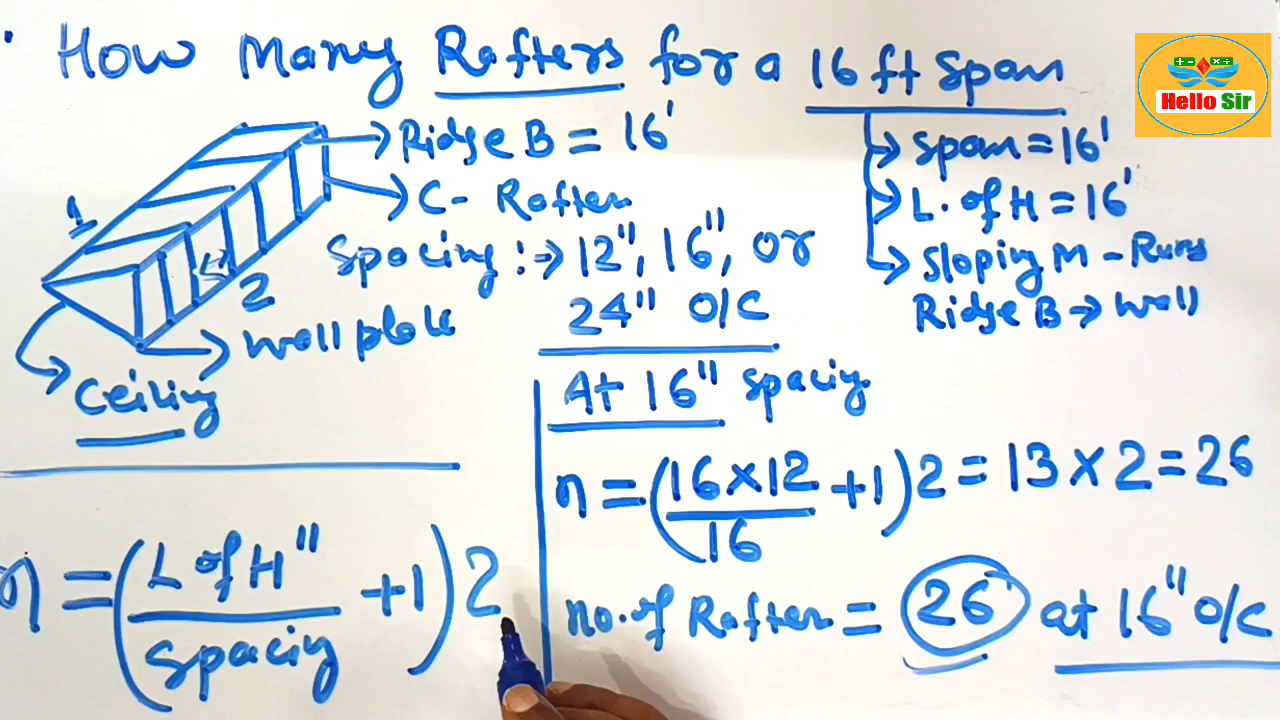 How Many Rafters for a 16 ft Span
+ - × ÷
Hello Sir
Ridge B = 16'
C - Rafter
Spacing :→ 12", 16", or
24" O/C
1
2
Wall plate
Ceiling
Span = 16'
L. of H = 16'
Sloping M - Runs
Ridge B → Wall
n = (L of H" / Spacing + 1) 2
At 16" spacing
n = (16 × 12 / 16 + 1) 2 = 13 × 2 = 26
no. of Rafter = 26 at 16" O/C